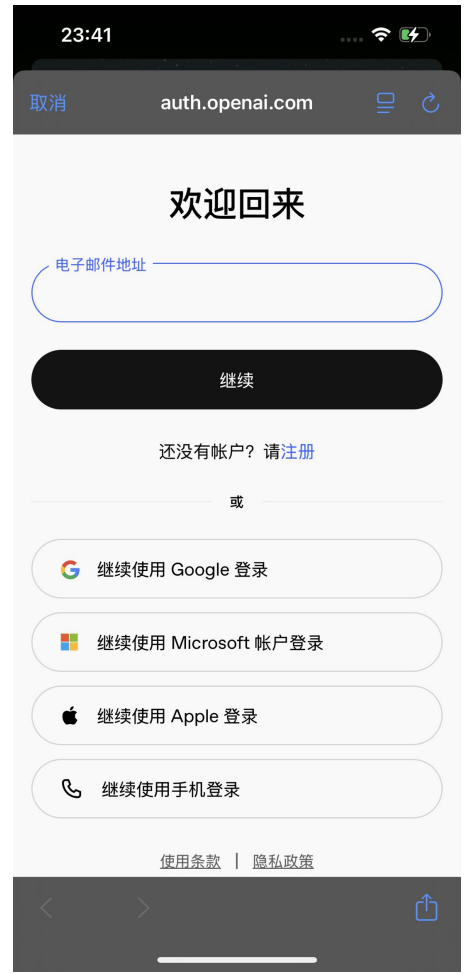 23:41
取消 auth.openai.com
欢迎回来
电子邮件地址
继续
还没有帐户？请注册
或
继续使用 Google 登录
继续使用 Microsoft 帐户登录
继续使用 Apple 登录
继续使用手机登录
使用条款 | 隐私政策